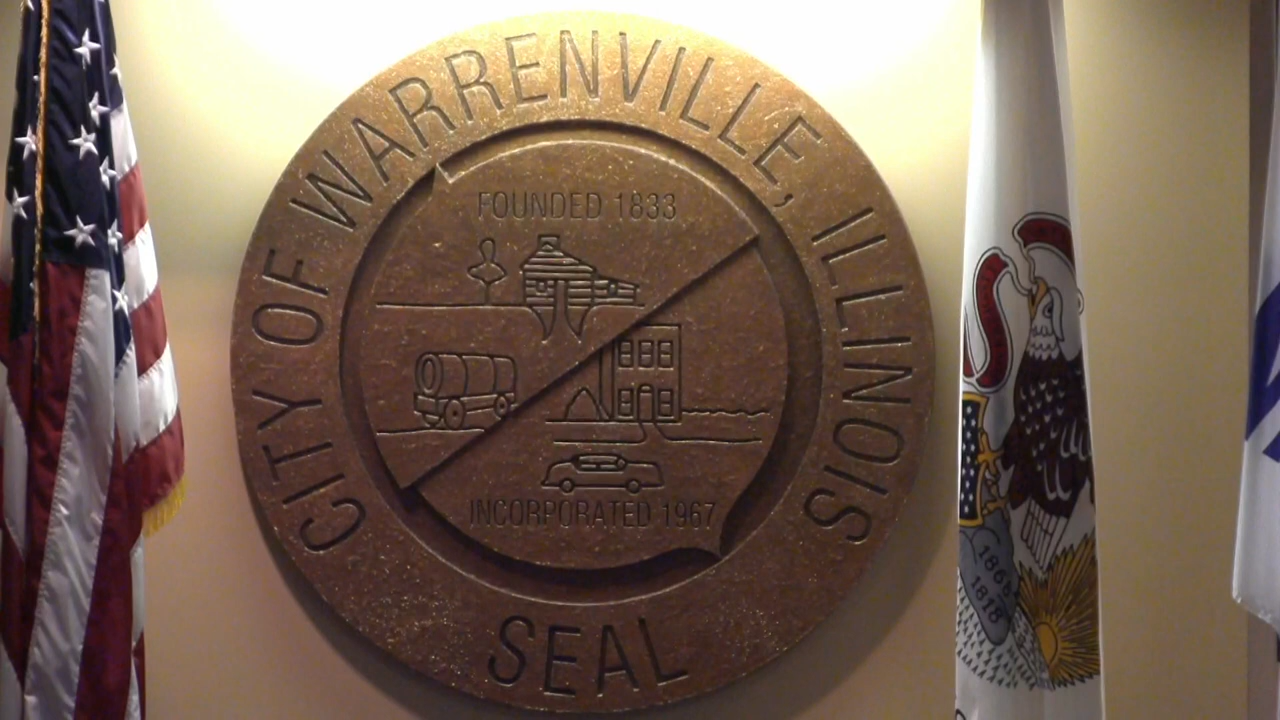 CITY OF WARRENVILLE, ILLINOIS
FOUNDED 1833
INCORPORATED 1967
SEAL
1868
1818